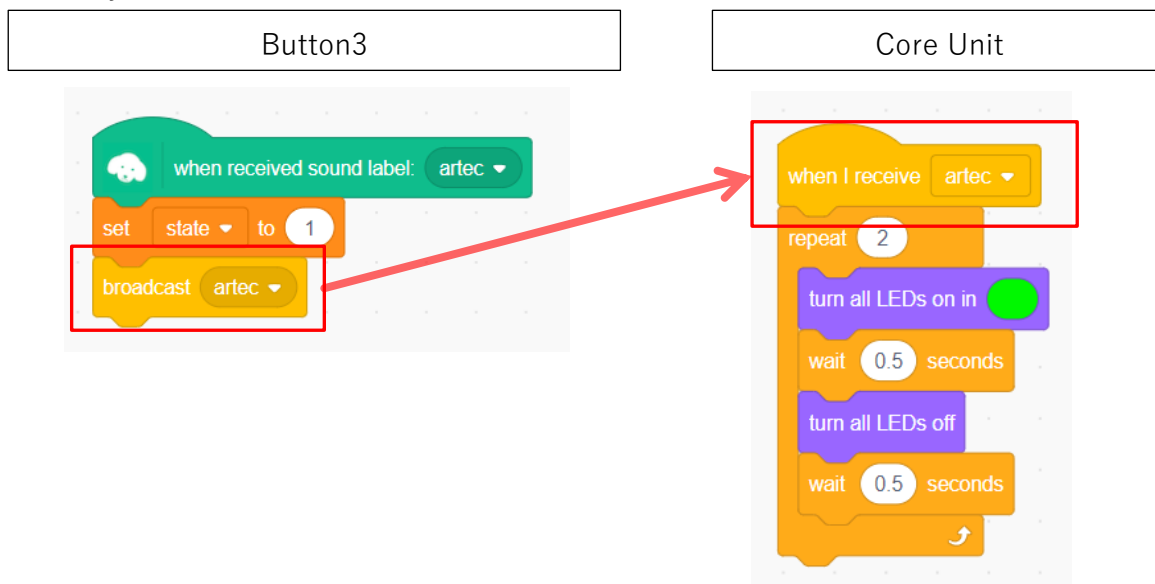 Button3
Core Unit
when received sound label: artec
set state to 1
broadcast artec
when I receive artec
repeat 2
turn all LEDs on in
wait 0.5 seconds
turn all LEDs off
wait 0.5 seconds